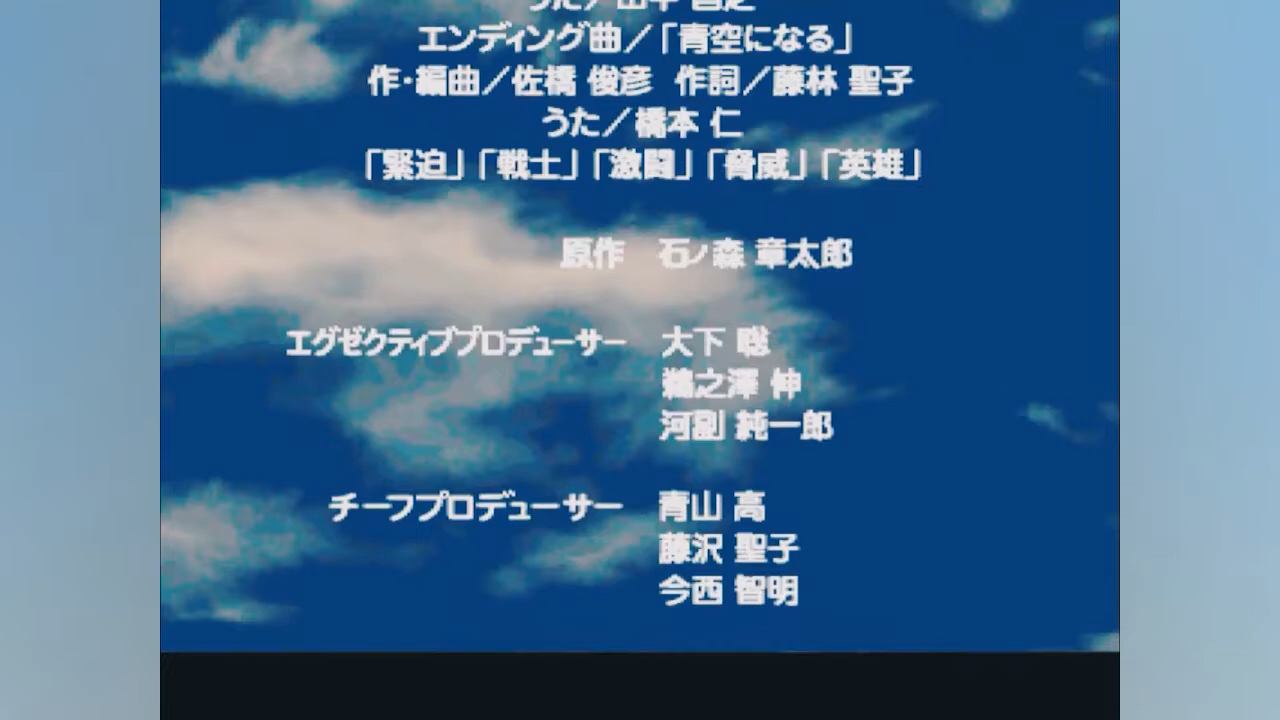 エンディング曲／「青空になる」
作・編曲／佐橋 俊彦　作詞／藤林 聖子
うた／橋本 仁
「緊迫」「戦士」「激闘」「脅威」「英雄」
原作　石ノ森 章太郎
エグゼクティブプロデューサー　大下 聡
鵜之澤 伸
河副 純一郎
チーフプロデューサー　青山 高
藤沢 聖子
今西 智明